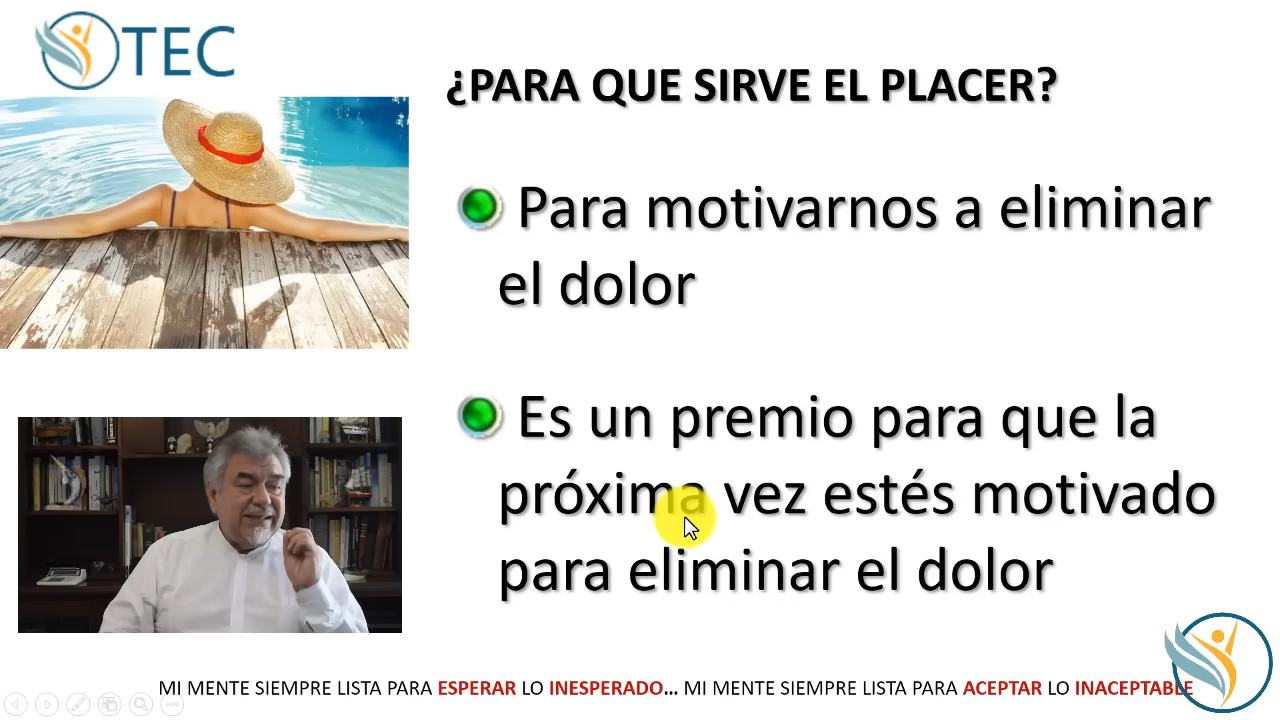 TEC
¿PARA QUE SIRVE EL PLACER?
Para motivarnos a eliminar
el dolor
Es un premio para que la
próxima vez estés motivado
para eliminar el dolor
MI MENTE SIEMPRE LISTA PARA ESPERAR LO INESPERADO... MI MENTE SIEMPRE LISTA PARA ACEPTAR LO INACEPTABLE